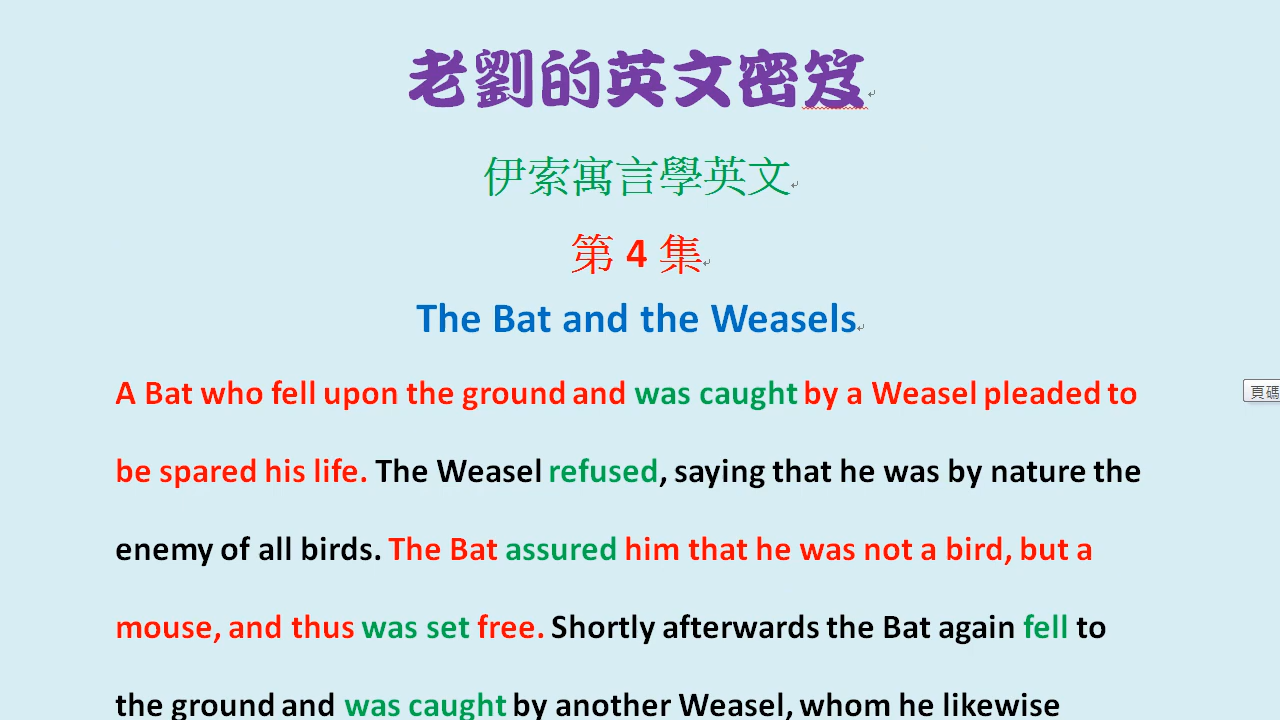 老劉的英文密笈
伊索寓言學英文
第 4 集
The Bat and the Weasels
A Bat who fell upon the ground and was caught by a Weasel pleaded to
be spared his life. The Weasel refused, saying that he was by nature the
enemy of all birds. The Bat assured him that he was not a bird, but a
mouse, and thus was set free. Shortly afterwards the Bat again fell to
the ground and was caught by another Weasel, whom he likewise
頁碼